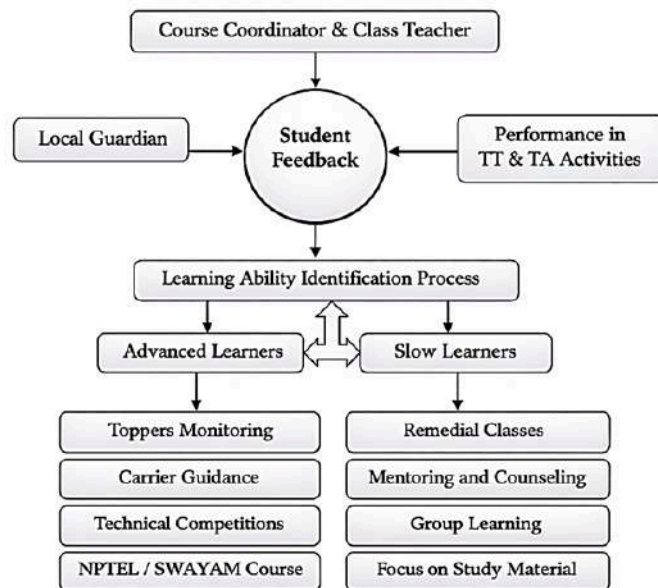 Course Coordinator & Class Teacher
Local Guardian
Student
Feedback
Performance in
TT & TA Activities
Learning Ability Identification Process
Advanced Learners
Slow Learners
Toppers Monitoring
Remedial Classes
Carrier Guidance
Mentoring and Counseling
Technical Competitions
Group Learning
NPTEL / SWAYAM Course
Focus on Study Material